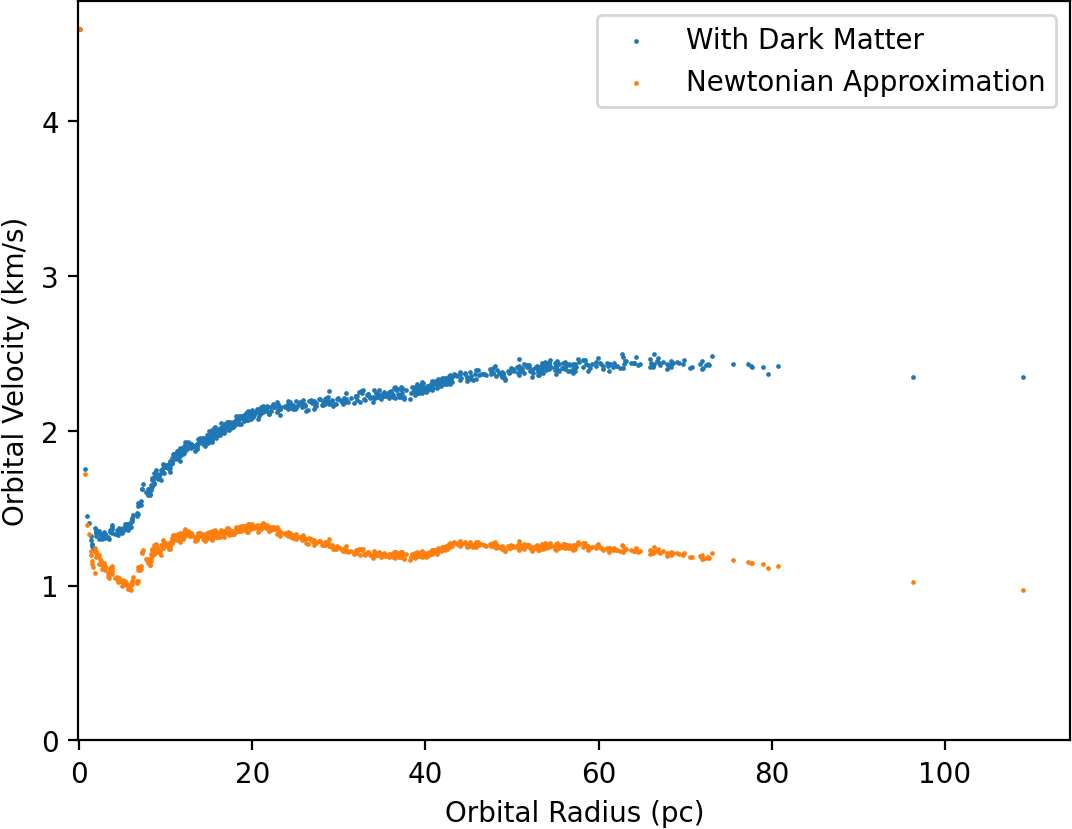 With Dark Matter
Newtonian Approximation
4
3
2
1
0
Orbital Velocity (km/s)
0 20 40 60 80 100
Orbital Radius (pc)